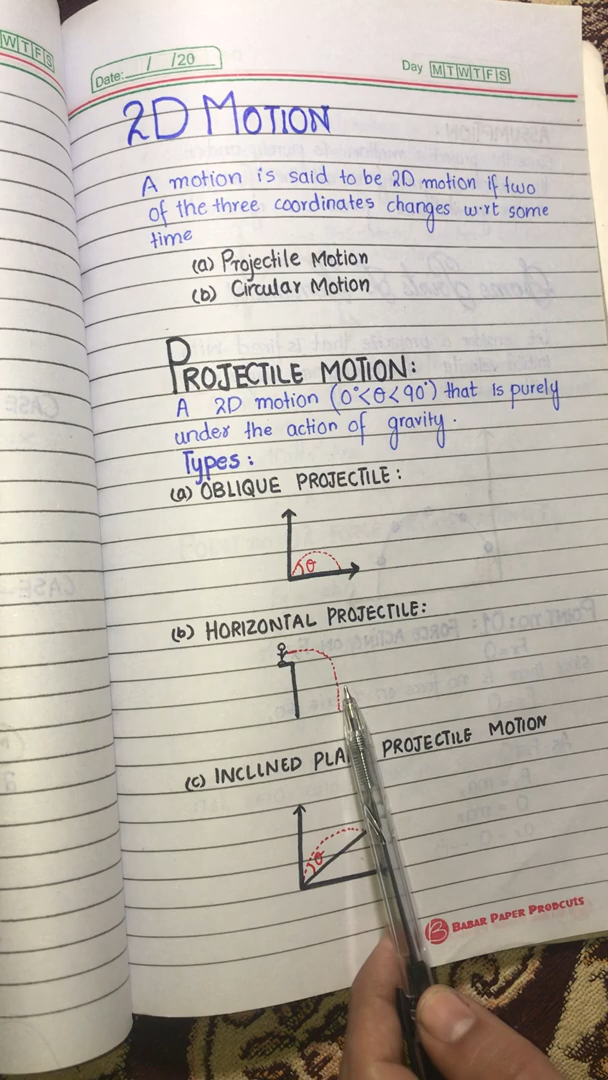 W T F S
Date: / /20
Day M T W T F S
2D MOTION
A motion is said to be 2D motion if two
of the three coordinates changes w.r.t some
time
(a) Projectile Motion
(b) Circular Motion
PROJECTILE MOTION:
A 2D motion (0°<θ<90°) that is purely
under the action of gravity.
Types:
(a) OBLIQUE PROJECTILE:
θ
(b) HORIZONTAL PROJECTILE:
(c) INCLINED PROJECTILE MOTION
θ
B BABAR PAPER PRODCUTS